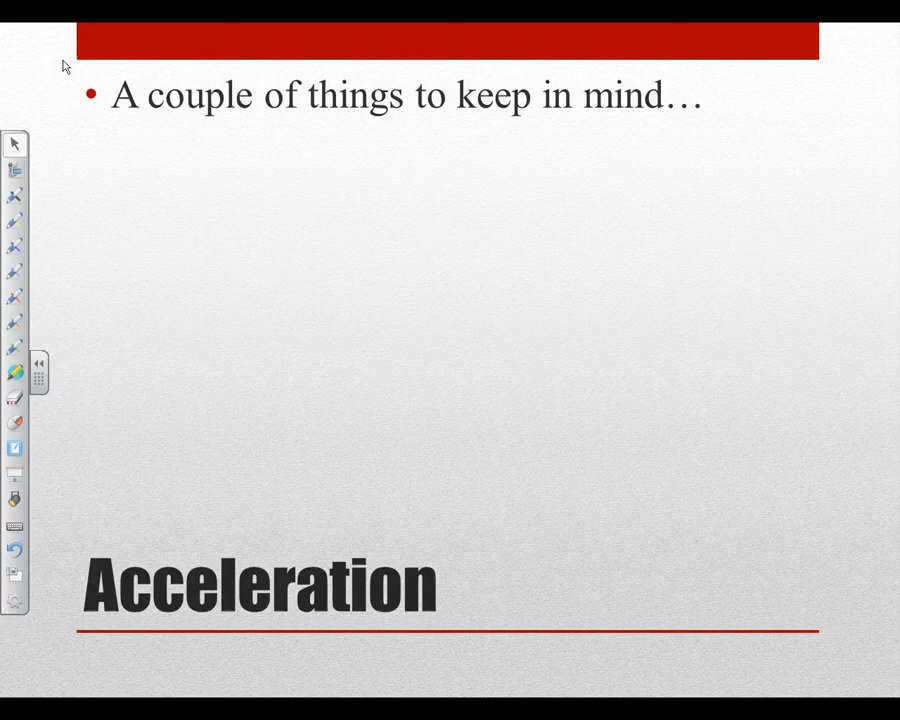 • A couple of things to keep in mind…
Acceleration